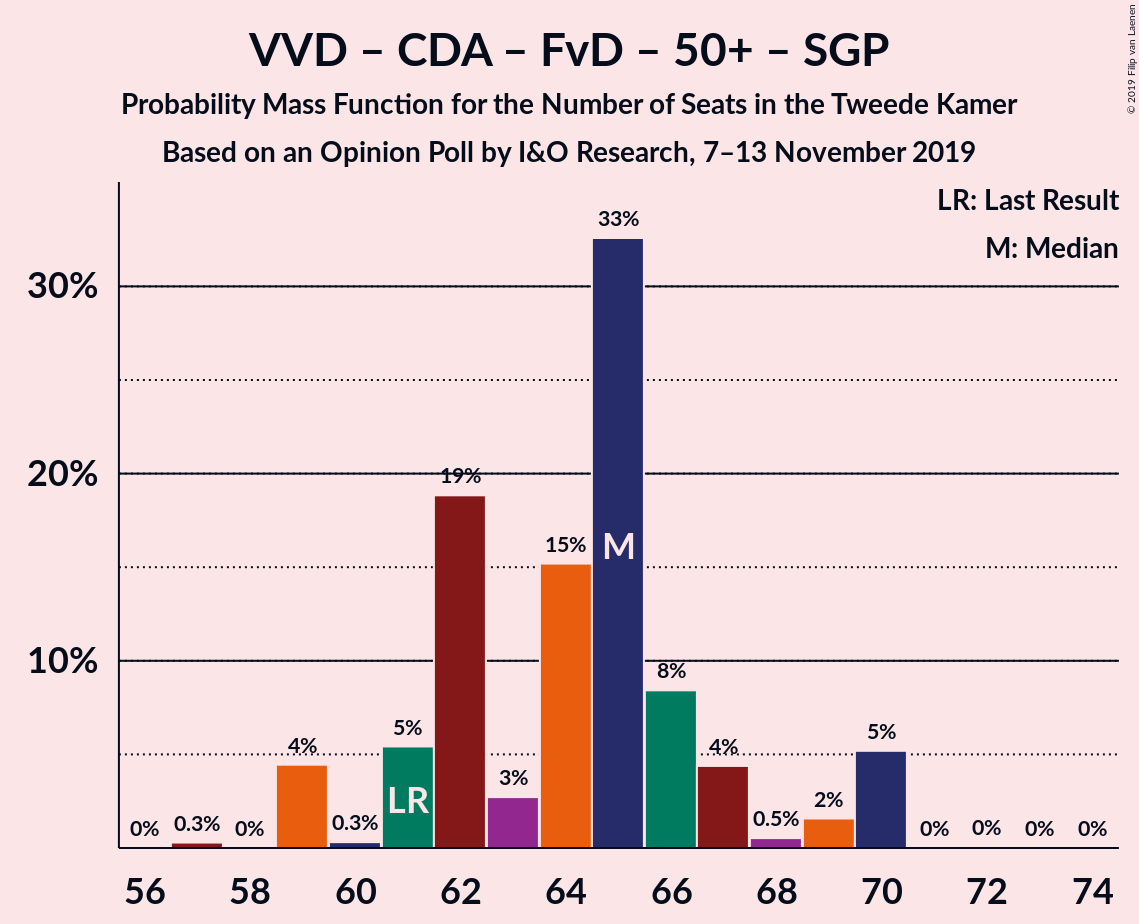 VVD – CDA – FvD – 50+ – SGP
Probability Mass Function for the Number of Seats in the Tweede Kamer
Based on an Opinion Poll by I&O Research, 7–13 November 2019
© 2019 Filip van Laenen
LR: Last Result
M: Median
30%
20%
10%
0%
0.3%
0%
4%
0.3%
5%
19%
3%
15%
33%
8%
4%
0.5%
2%
5%
0%
0%
0%
0%
LR
M
56 58 60 62 64 66 68 70 72 74